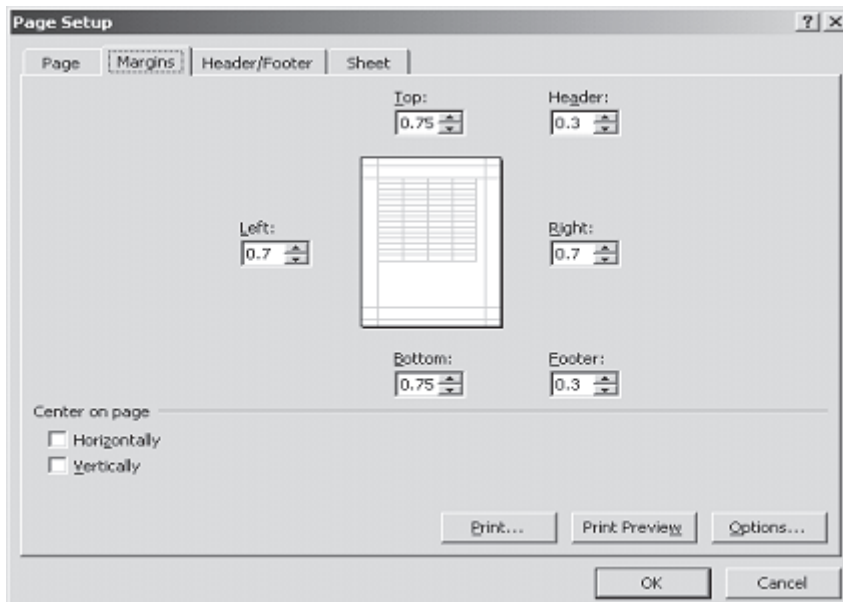 Page Setup
Page Margins Header/Footer Sheet
Top: Header:
0.75 0.3
Left: Right:
0.7 0.7
Bottom: Footer:
0.75 0.3
Center on page
Horizontally
Vertically
Print... Print Preview Options...
OK Cancel